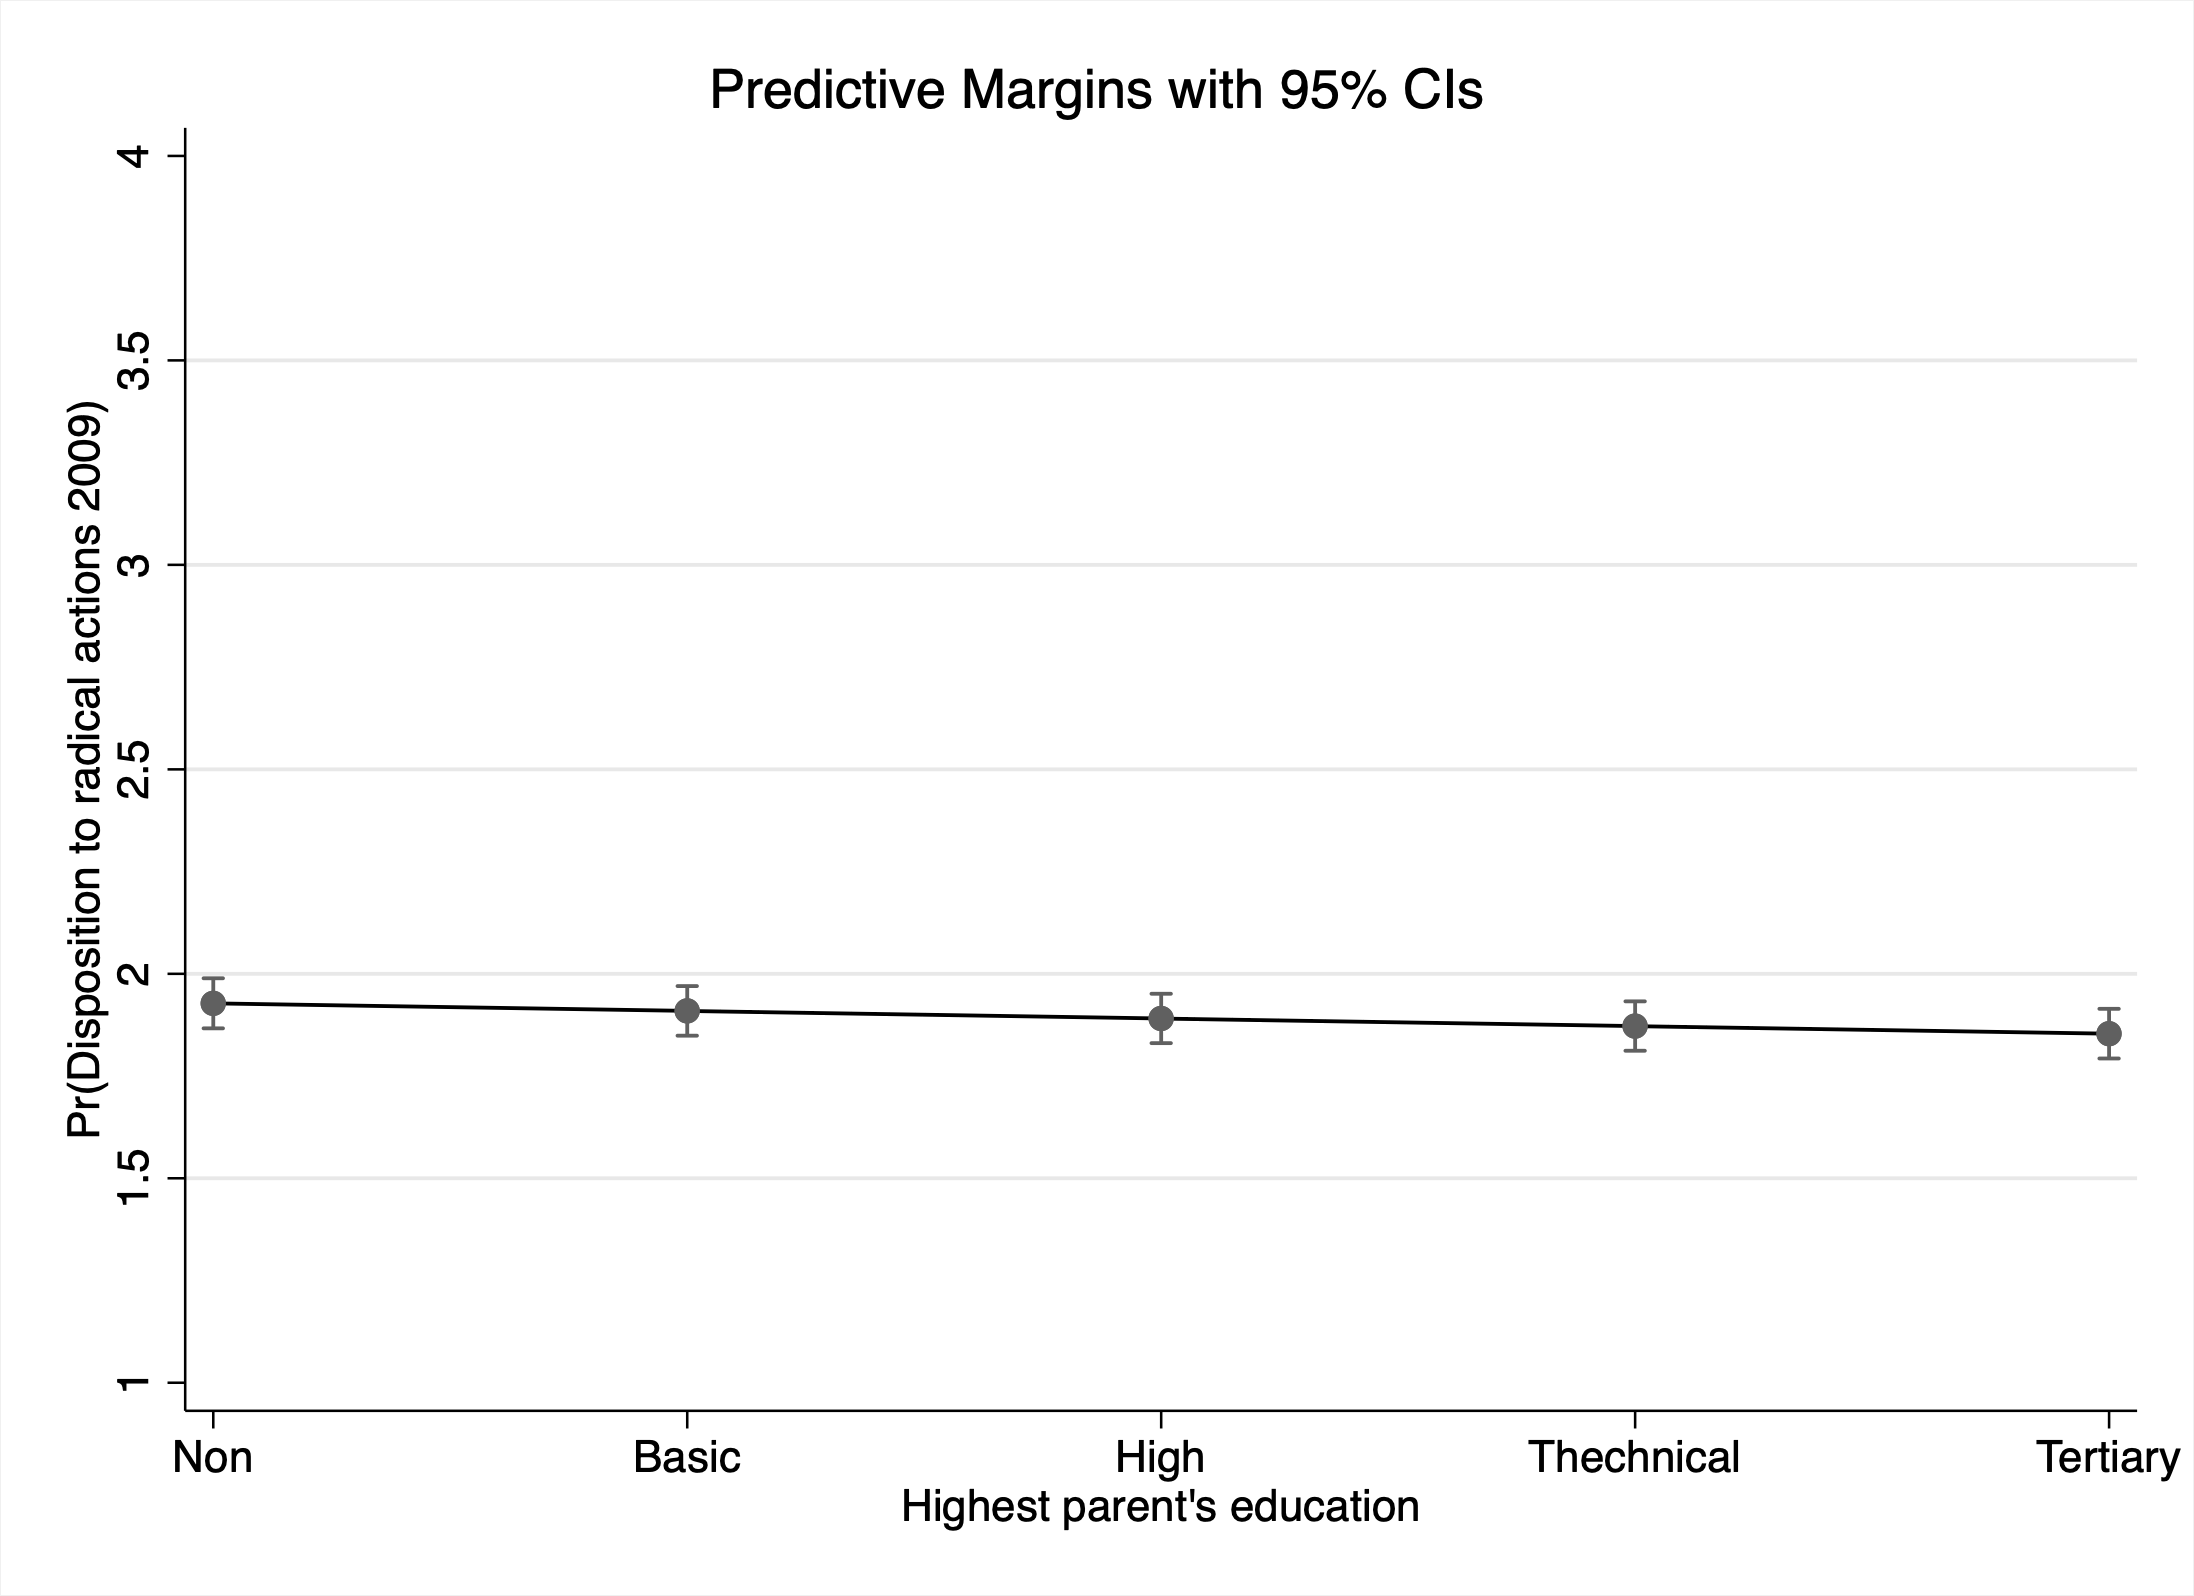 Predictive Margins with 95% CIs
Pr(Disposition to radical actions 2009)
4
3.5
3
2.5
2
1.5
1
Non Basic High Thechnical Tertiary
Highest parent's education